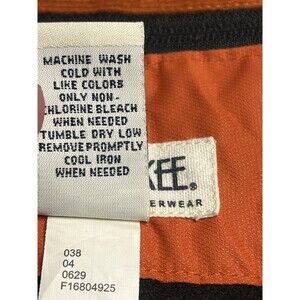 MACHINE WASH
COLD WITH
LIKE COLORS
ONLY NON-
CHLORINE BLEACH
WHEN NEEDED
TUMBLE DRY LOW
REMOVE PROMPTLY
COOL IRON
WHEN NEEDED
KEE®
ERWEAR
038
04
0629
F16804925